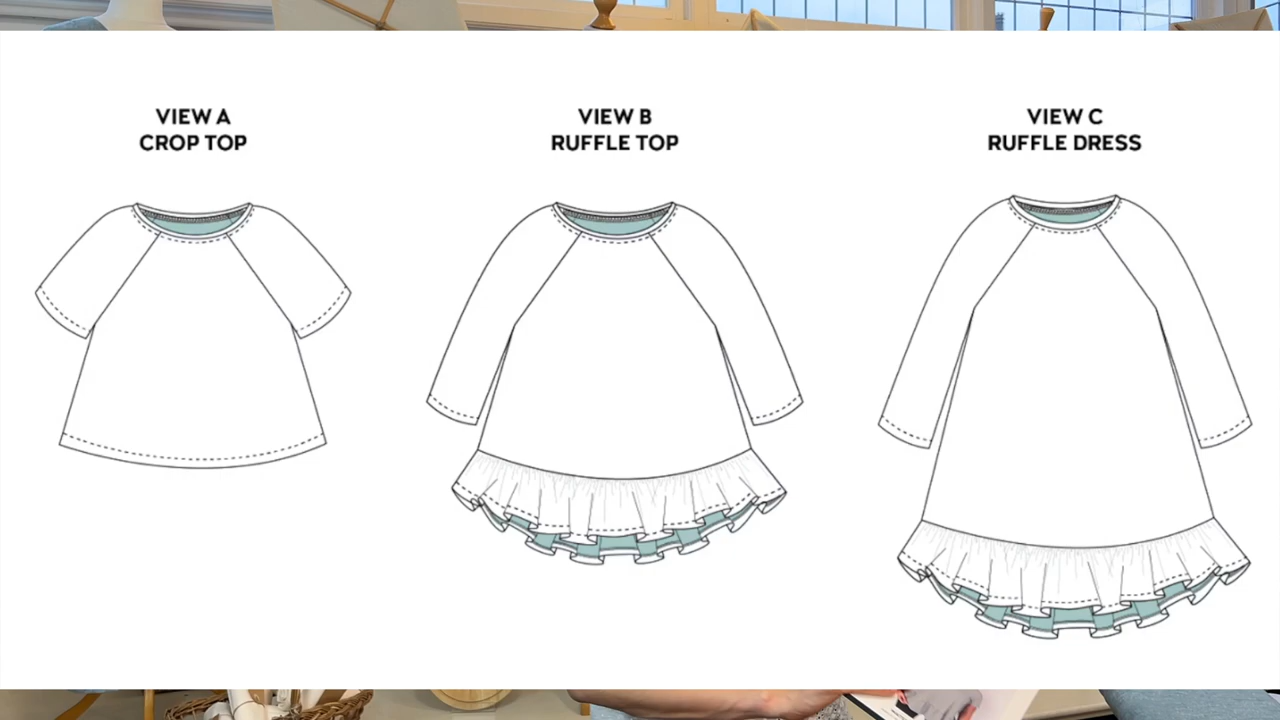 VIEW A
CROP TOP
VIEW B
RUFFLE TOP
VIEW C
RUFFLE DRESS